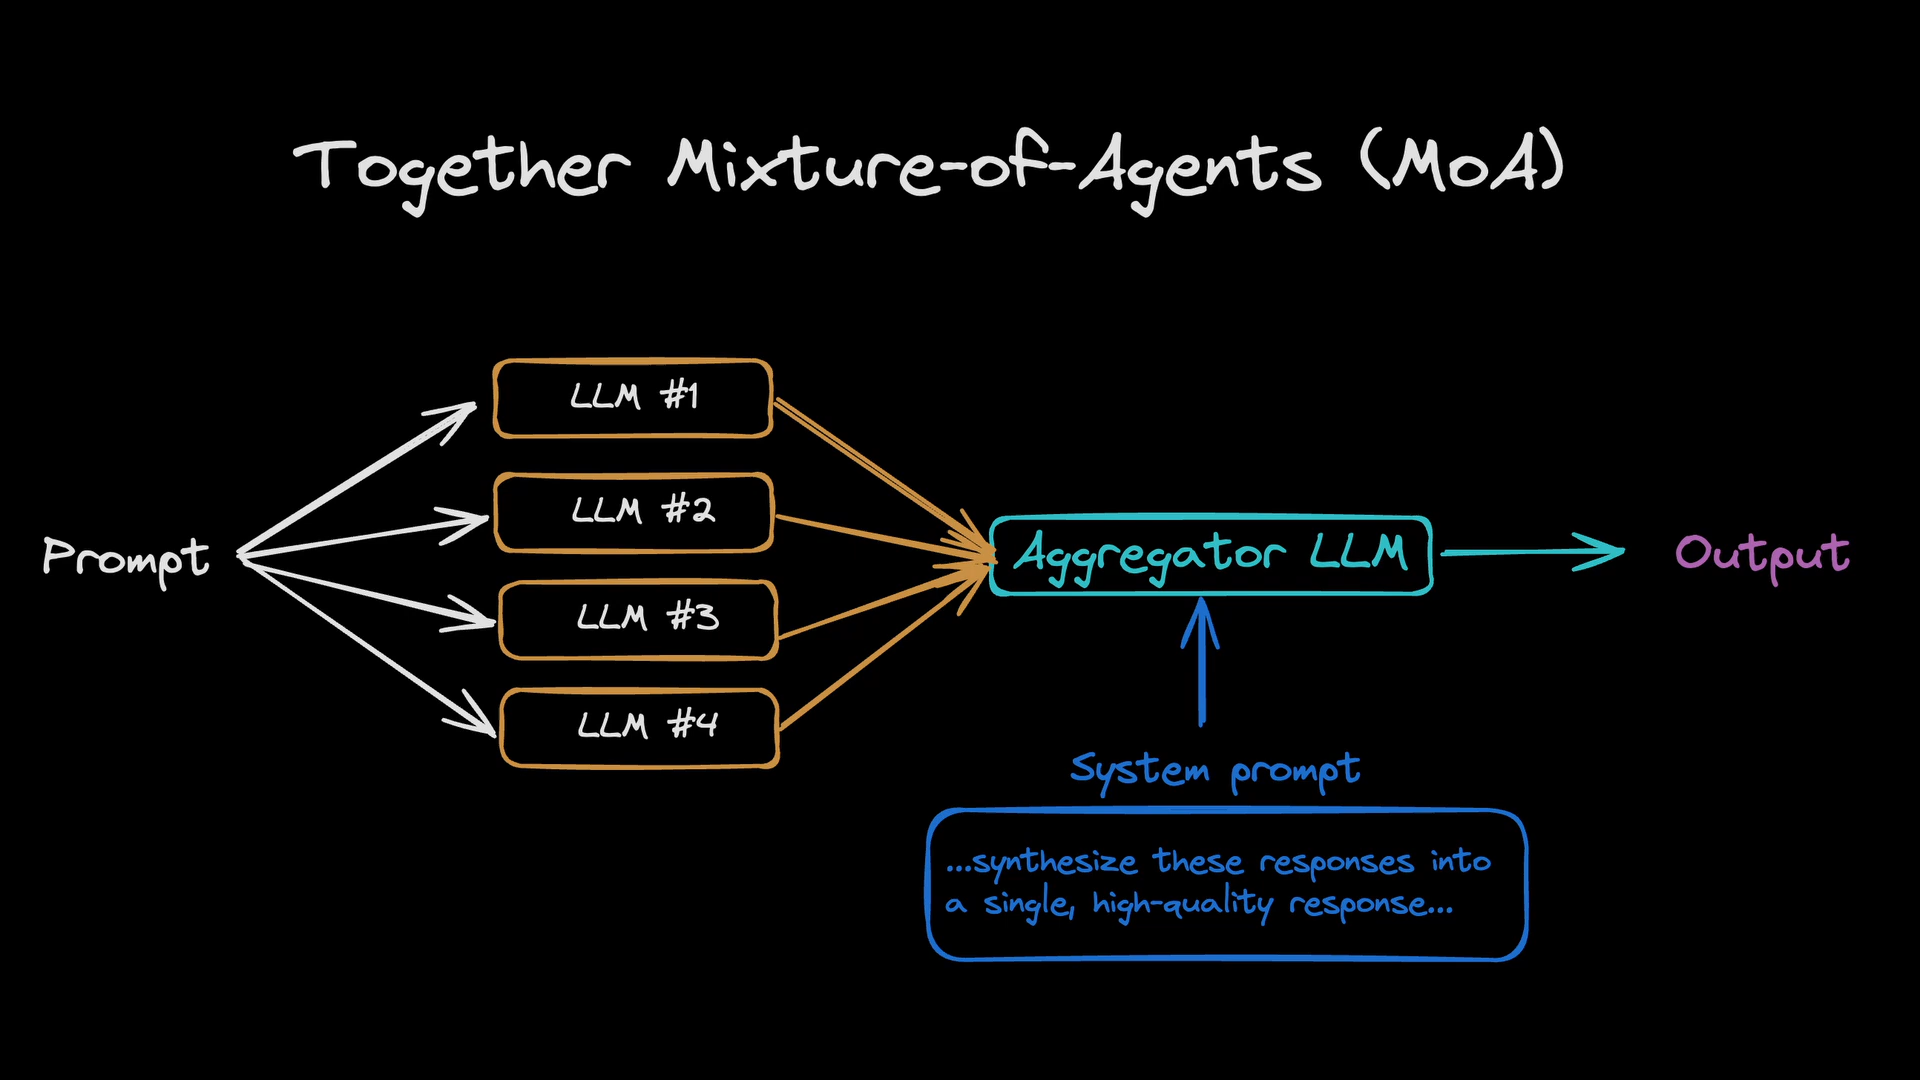 Together Mixture-of-Agents (MoA)
Prompt
LLM #1
LLM #2
LLM #3
LLM #4
Aggregator LLM
Output
System prompt
...synthesize these responses into
a single, high-quality response...